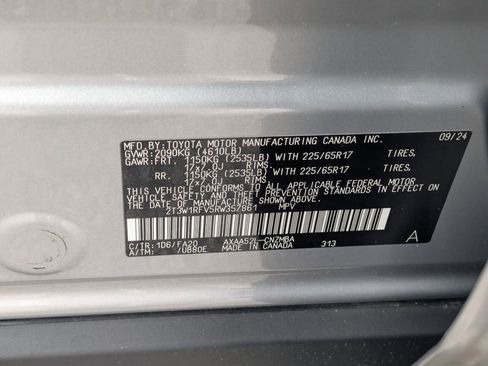 MFD.BY:TOYOTA MOTOR MANUFACTURING CANADA INC. 09/24
GVWR:2090KG (4610LB)
GAWR:FRT. 1150KG (2535LB) WITH 225/65R17 TIRES.
17x7.0J RIMS
RR. 1150KG (2535LB) WITH 225/65R17 TIRES.
17x7.0J RIMS
THIS VEHICLE CONFORMS TO ALL APPLICABLE FEDERAL MOTOR VEHICLE SAFETY, BUMPER, AND THEFT PREVENTION STANDARDS IN EFFECT ON THE DATE OF MANUFACTURE SHOWN ABOVE.
2T3W1RFV5RW357861 MPV
C/TR:1D6/FA20 AXAA52L-CNZMBA 313 A
A/TM: /UB80E MADE IN CANADA